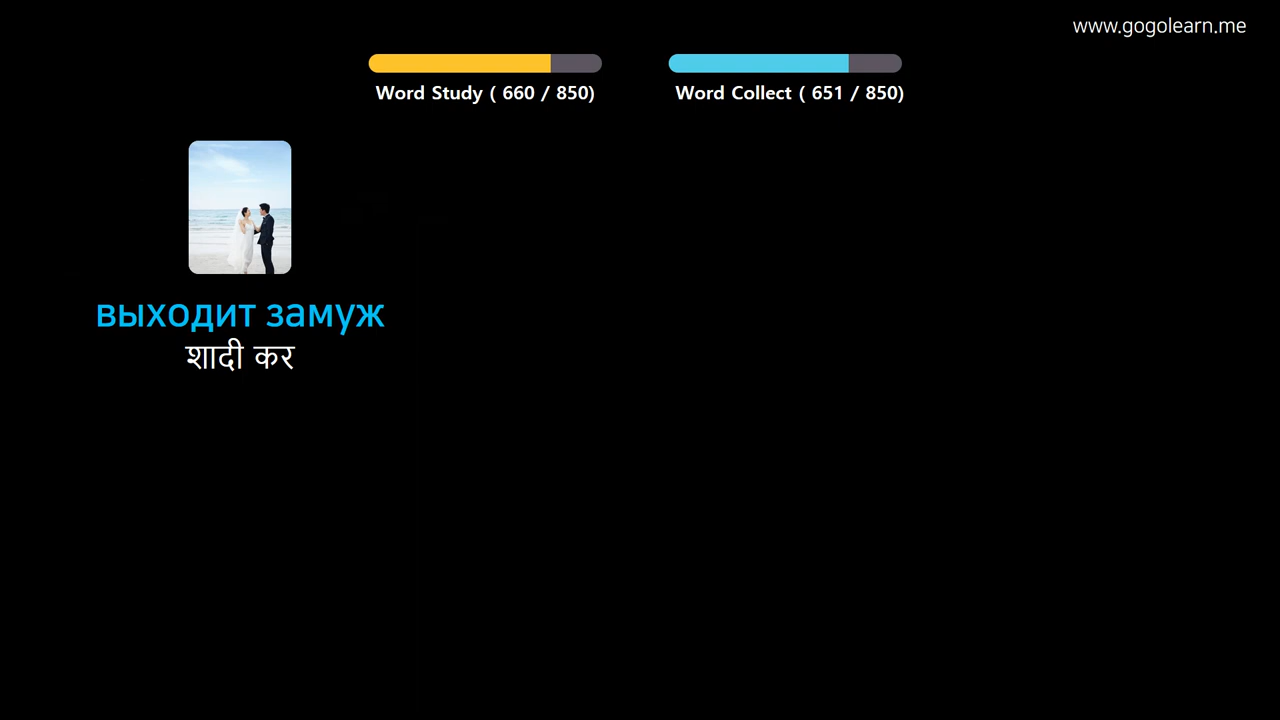 www.gogolearn.me
Word Study ( 660 / 850)
Word Collect ( 651 / 850)
выходит замуж
शादी कर